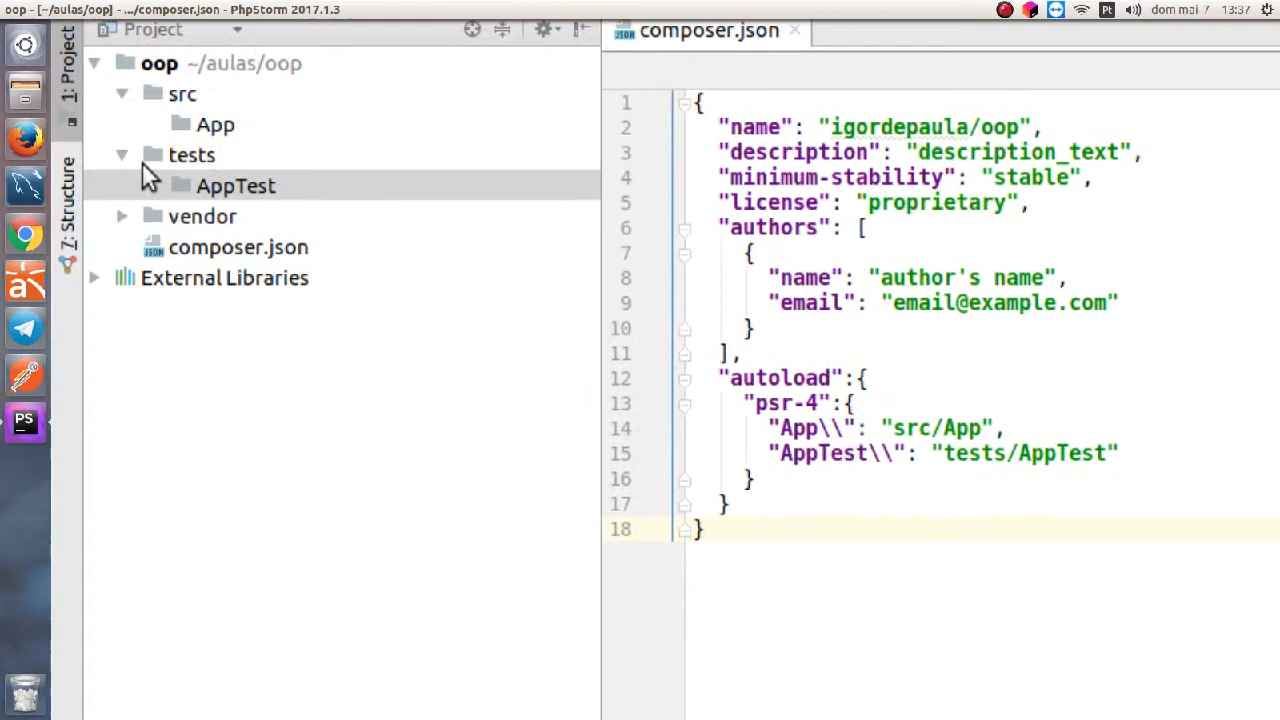 oop - [~/aulas/oop] - .../composer.json - PhpStorm 2017.1.3
Pt
dom mai 7
13:37
Project
composer.json
1: Project
7: Structure
oop ~/aulas/oop
src
App
tests
AppTest
vendor
composer.json
External Libraries
1 {
2 "name": "igordepaula/oop",
3 "description": "description_text",
4 "minimum-stability": "stable",
5 "license": "proprietary",
6 "authors": [
7 {
8 "name": "author's name",
9 "email": "email@example.com"
10 }
11 ],
12 "autoload":{
13 "psr-4":{
14 "App\\": "src/App",
15 "AppTest\\": "tests/AppTest"
16 }
17 }
18 }
JSON
JSON
PS